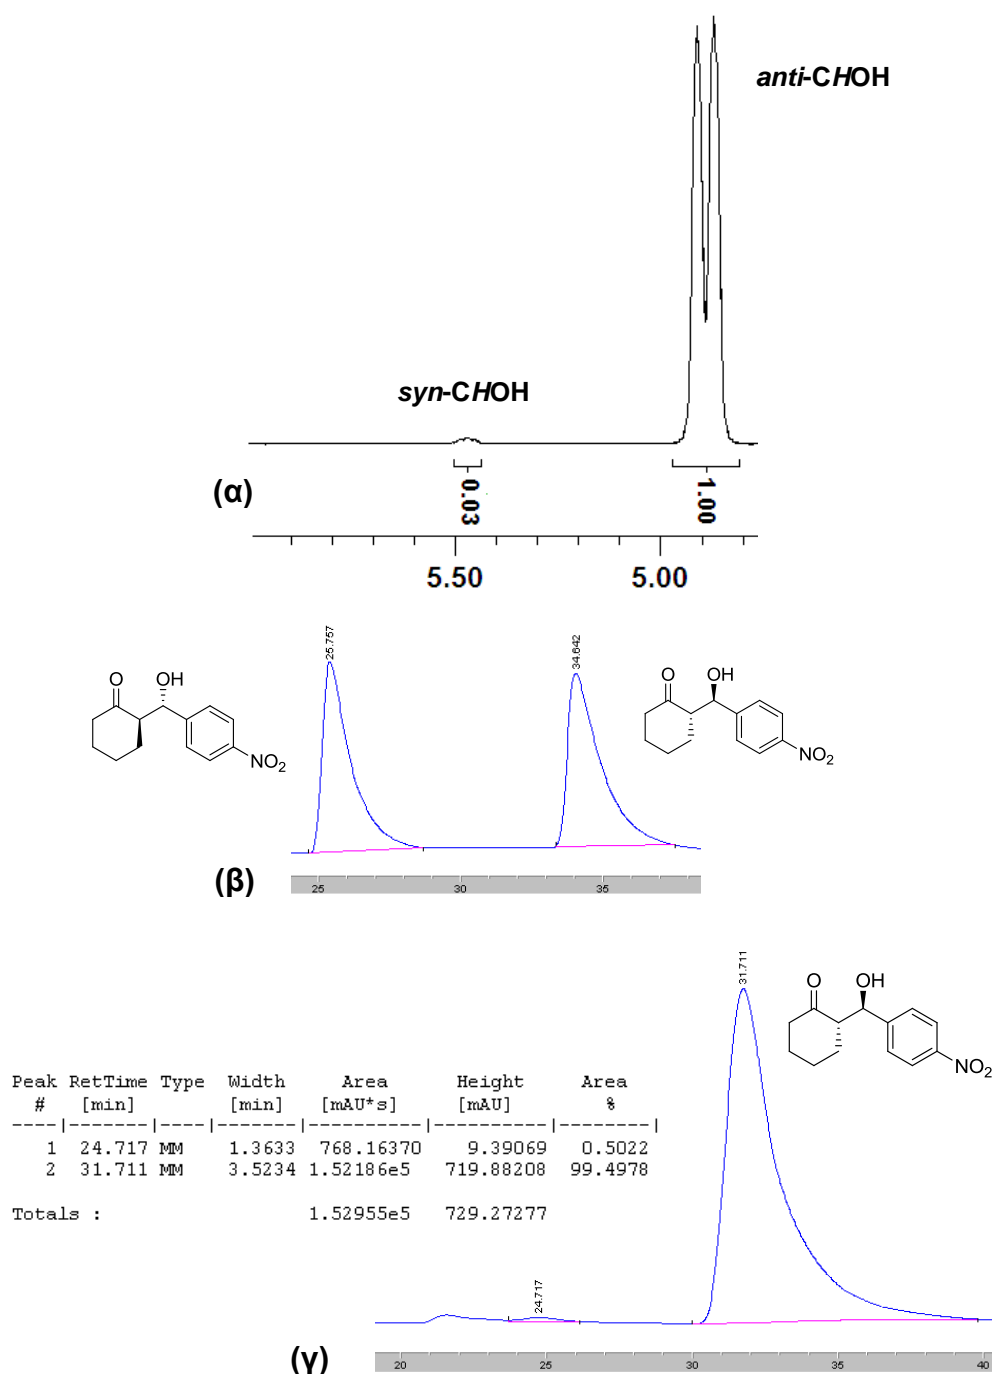 anti-CHOH
syn-CHOH
(α)
0.03
1.00
5.50 5.00
25.757
34.642
O OH
NO2
O OH
NO2
(β)
25 30 35
31.711
O OH
NO2
Peak RetTime Type Width Area Height Area
# [min] [min] [mAU*s] [mAU] %
----|-------|----|-------|----------|----------|--------|
1 24.717 MM 1.3633 768.16370 9.39069 0.5022
2 31.711 MM 3.5234 1.52186e5 719.88208 99.4978
Totals : 1.52955e5 729.27277
24.717
(γ)
20 25 30 35 40